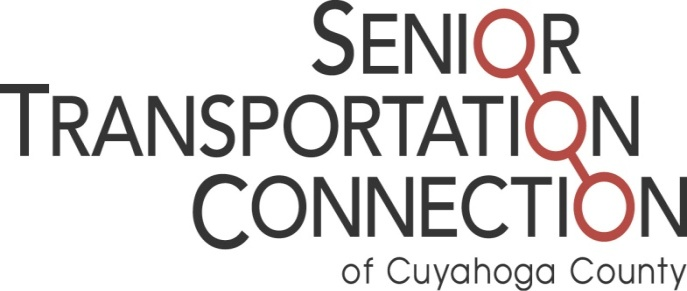 SENIOR
TRANSPORTATION
CONNECTION
of Cuyahoga County